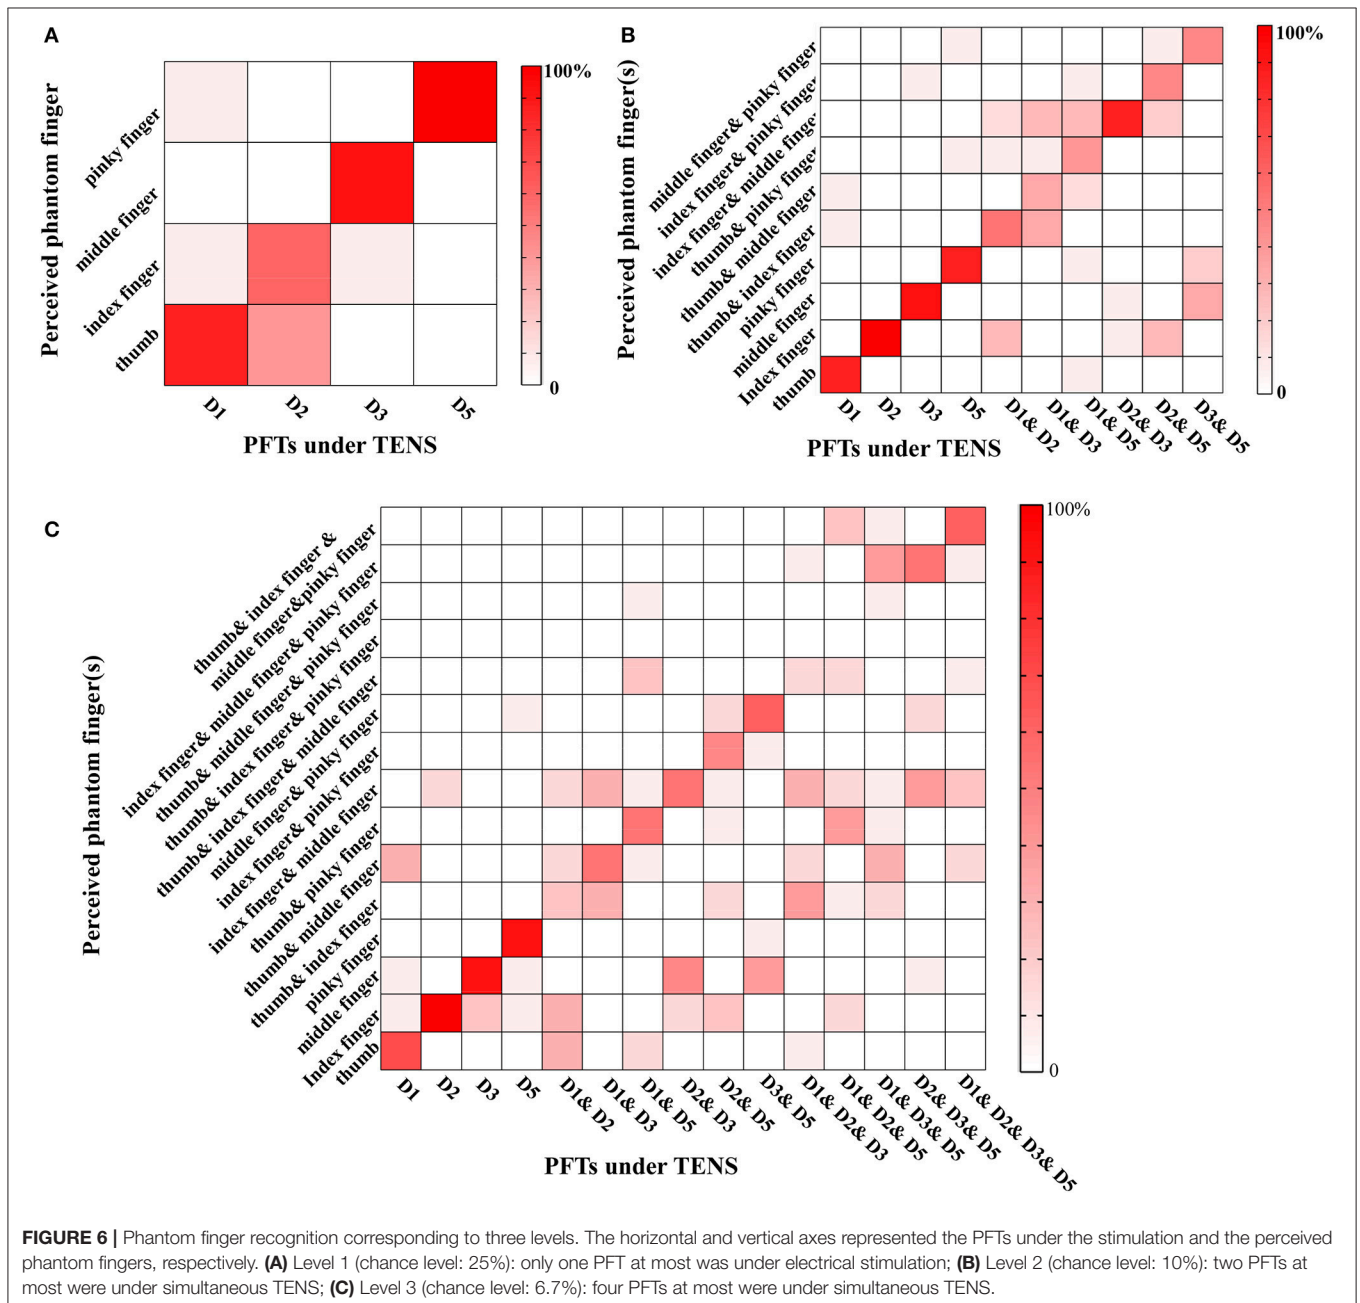 A
Perceived phantom finger
pinky finger
middle finger
index finger
thumb
100%
0
D1
D2
D3
D5
PFTs under TENS
B
Perceived phantom finger(s)
middle finger& pinky finger
index finger& pinky finger
index finger& middle finger
thumb& pinky finger
thumb& middle finger
thumb& index finger
pinky finger
middle finger
Index finger
thumb
100%
0
D1
D2
D3
D5
D1& D2
D1& D3
D1& D5
D2& D3
D2& D5
D3& D5
PFTs under TENS
C
Perceived phantom finger(s)
thumb& index finger &
middle finger&pinky finger
index finger& middle finger& pinky finger
thumb& middle finger& pinky finger
thumb& index finger& pinky finger
thumb& index finger& middle finger
middle finger& pinky finger
index finger& pinky finger
index finger& middle finger
thumb& pinky finger
thumb& middle finger
thumb& index finger
pinky finger
middle finger
Index finger
thumb
100%
0
D1
D2
D3
D5
D1& D2
D1& D3
D1& D5
D2& D3
D2& D5
D3& D5
D1& D2& D3
D1& D2& D5
D1& D3& D5
D2& D3& D5
D1& D2& D3& D5
PFTs under TENS
FIGURE 6 | Phantom finger recognition corresponding to three levels. The horizontal and vertical axes represented the PFTs under the stimulation and the perceived
phantom fingers, respectively. (A) Level 1 (chance level: 25%): only one PFT at most was under electrical stimulation; (B) Level 2 (chance level: 10%): two PFTs at
most were under simultaneous TENS; (C) Level 3 (chance level: 6.7%): four PFTs at most were under simultaneous TENS.